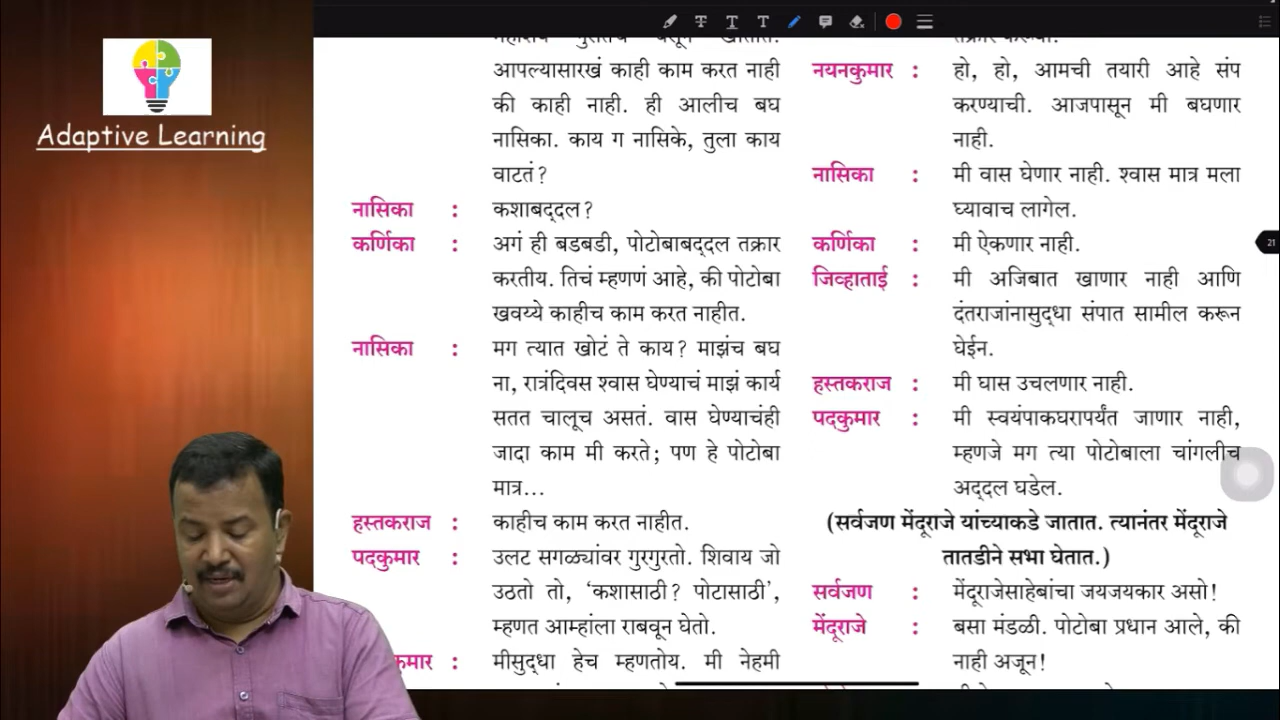 Adaptive Learning
आपल्यासारखं काही काम करत नाही
की काही नाही. ही आलीच बघ
नासिका. काय ग नासिके, तुला काय
वाटतं?
नासिका : कशाबद्दल?
कर्णिका : अगं ही बडबडी, पोटोबाबद्दल तक्रार
करतीय. तिचं म्हणणं आहे, की पोटोबा
खवय्ये काहीच काम करत नाहीत.
नासिका : मग त्यात खोटं ते काय? माझंच बघ
ना, रात्रंदिवस श्वास घेण्याचं माझं कार्य
सतत चालूच असतं. वास घेण्याचंही
जादा काम मी करते; पण हे पोटोबा
मात्र...
हस्तकराज : काहीच काम करत नाहीत.
पदकुमार : उलट सगळ्यांवर गुरगुरतो. शिवाय जो
उठतो तो, ‘कशासाठी? पोटासाठी’,
म्हणत आम्हांला राबवून घेतो.
कुमार : मीसुद्धा हेच म्हणतोय. मी नेहमी
नयनकुमार : हो, हो, आमची तयारी आहे संप
करण्याची. आजपासून मी बघणार
नाही.
नासिका : मी वास घेणार नाही. श्वास मात्र मला
घ्यावाच लागेल.
कर्णिका : मी ऐकणार नाही.
जिव्हाताई : मी अजिबात खाणार नाही आणि
दंतराजांनासुद्धा संपात सामील करून
घेईन.
हस्तकराज : मी घास उचलणार नाही.
पदकुमार : मी स्वयंपाकघरापर्यंत जाणार नाही,
म्हणजे मग त्या पोटोबाला चांगलीच
अद्दल घडेल.
(सर्वजण मेंदूराजे यांच्याकडे जातात. त्यानंतर मेंदूराजे
तातडीने सभा घेतात.)
सर्वजण : मेंदूराजेसाहेबांचा जयजयकार असो!
मेंदूराजे : बसा मंडळी. पोटोबा प्रधान आले, की
नाही अजून!
21